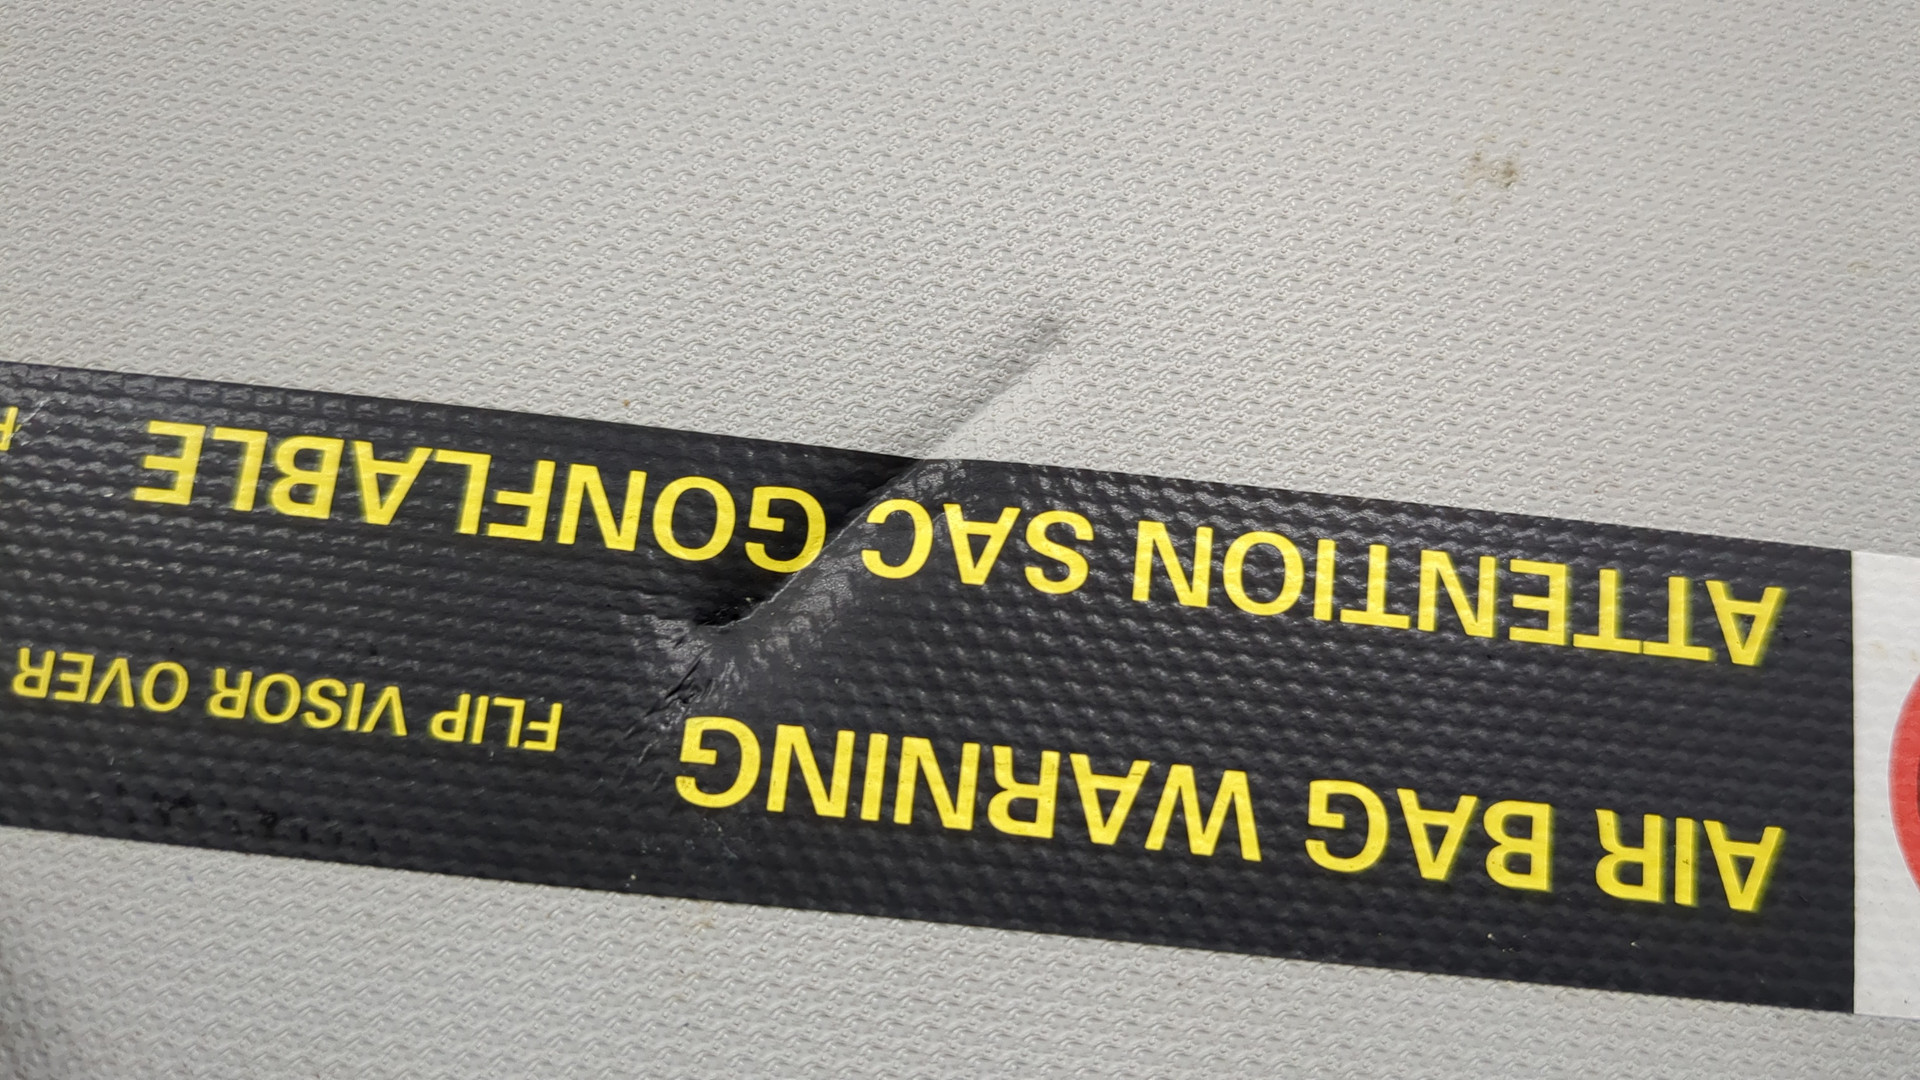 AIR BAG WARNING FLIP VISOR OVER
ATTENTION SAC GONFLABLE